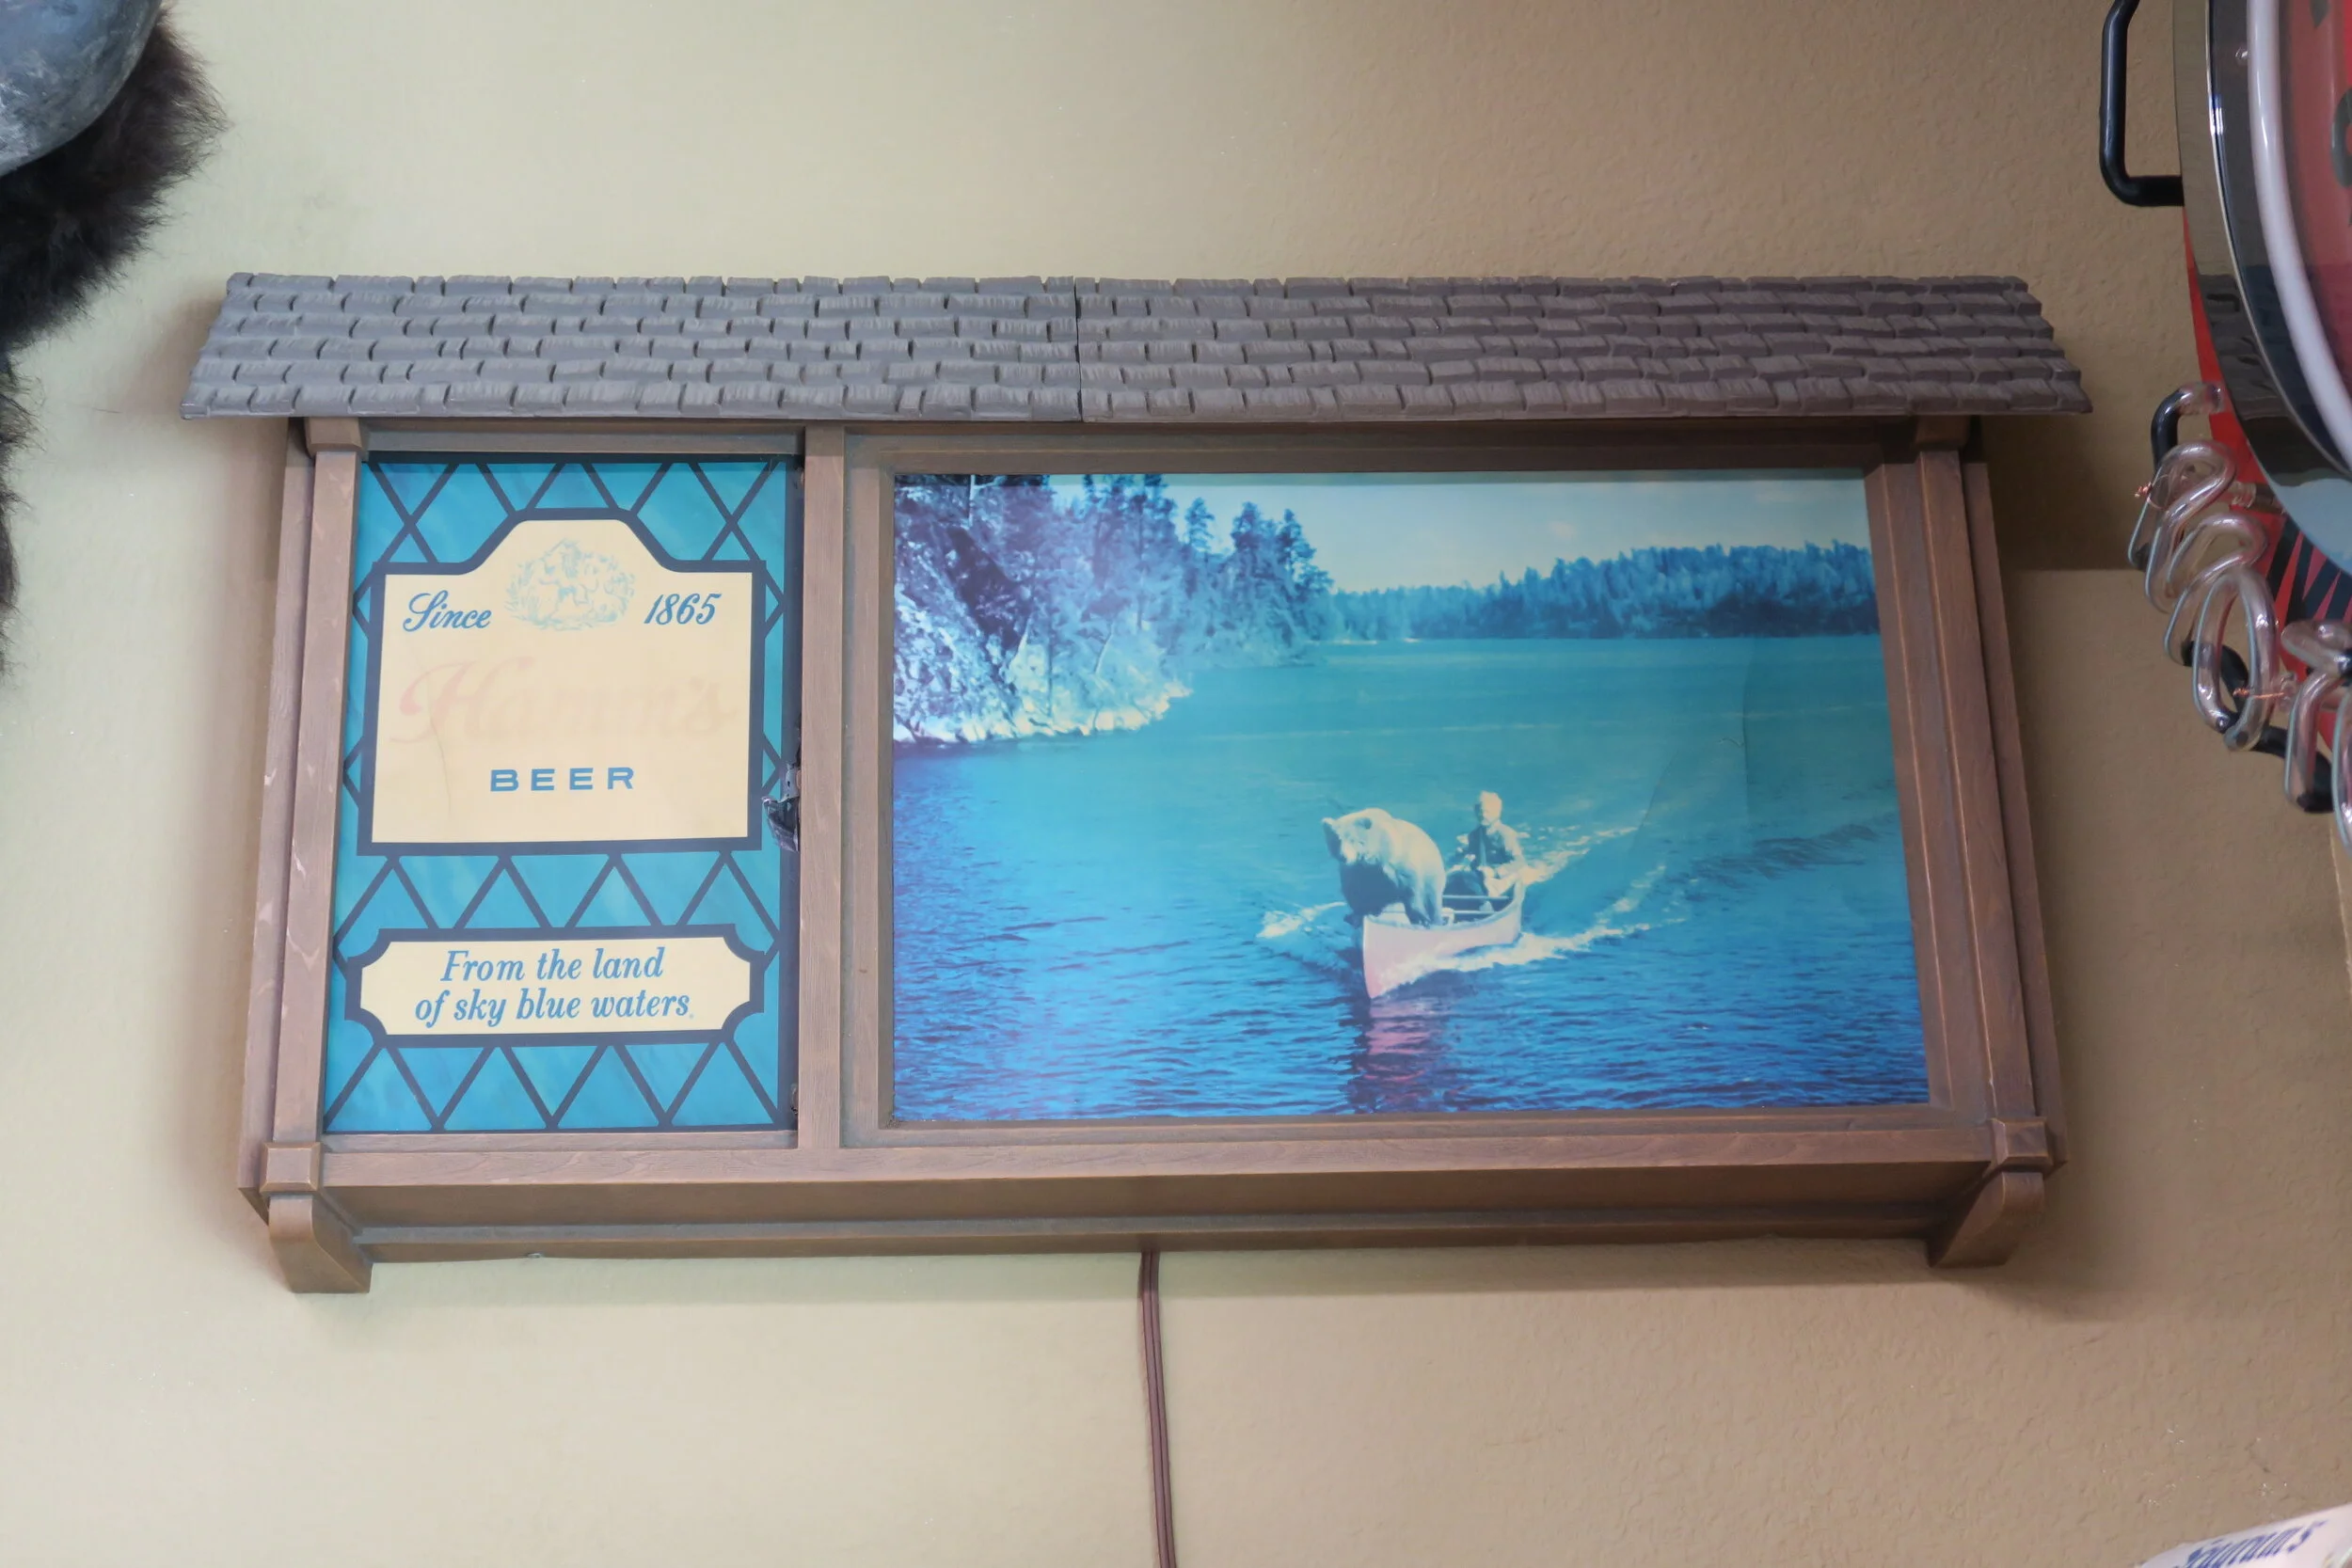 Since 1865
Hamm's
BEER
From the land
of sky blue waters.